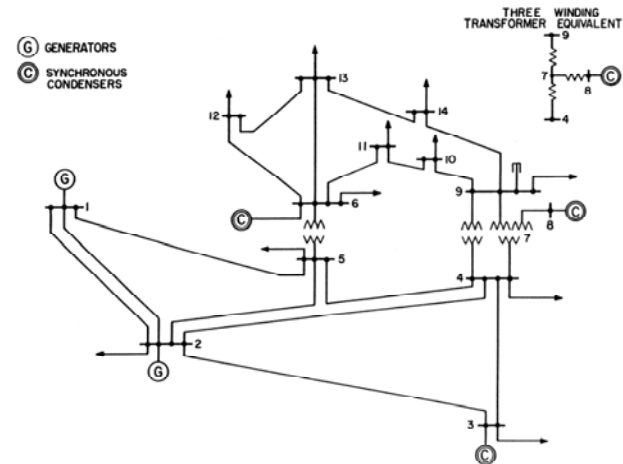 THREE WINDING
TRANSFORMER EQUIVALENT
9
7
C
8
4
G GENERATORS
C SYNCHRONOUS
CONDENSERS
13
14
12
11
10
9
6
C
G
1
8
C
7
5
4
2
G
3
C